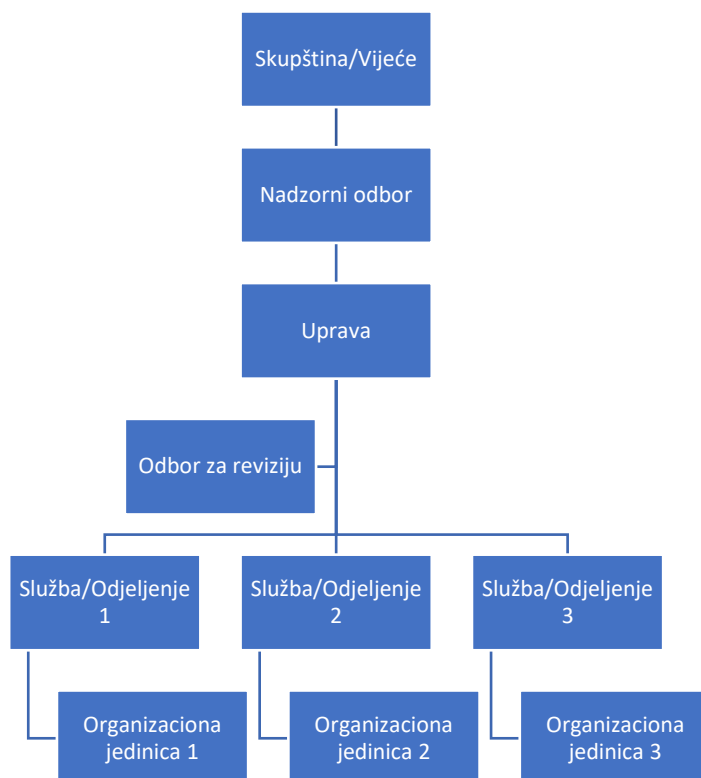 Skupština/Vijeće
Nadzorni odbor
Uprava
Odbor za reviziju
Služba/Odjeljenje
1
Služba/Odjeljenje
2
Služba/Odjeljenje
3
Organizaciona
jedinica 1
Organizaciona
jedinica 2
Organizaciona
jedinica 3